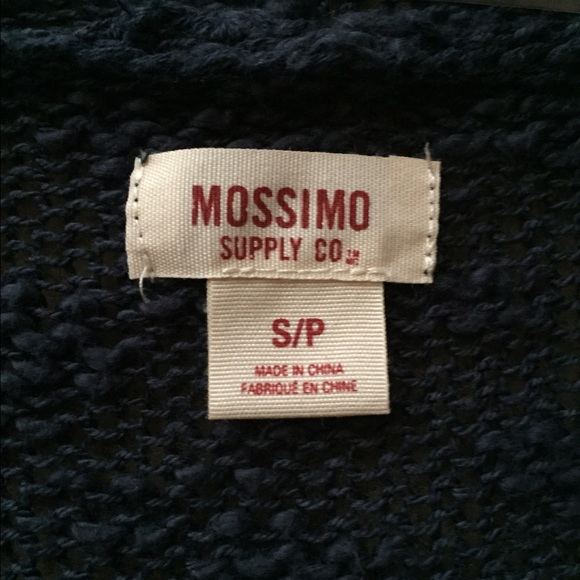 MOSSIMO
SUPPLY CO.
S/P
MADE IN CHINA
FABRIQUÉ EN CHINE